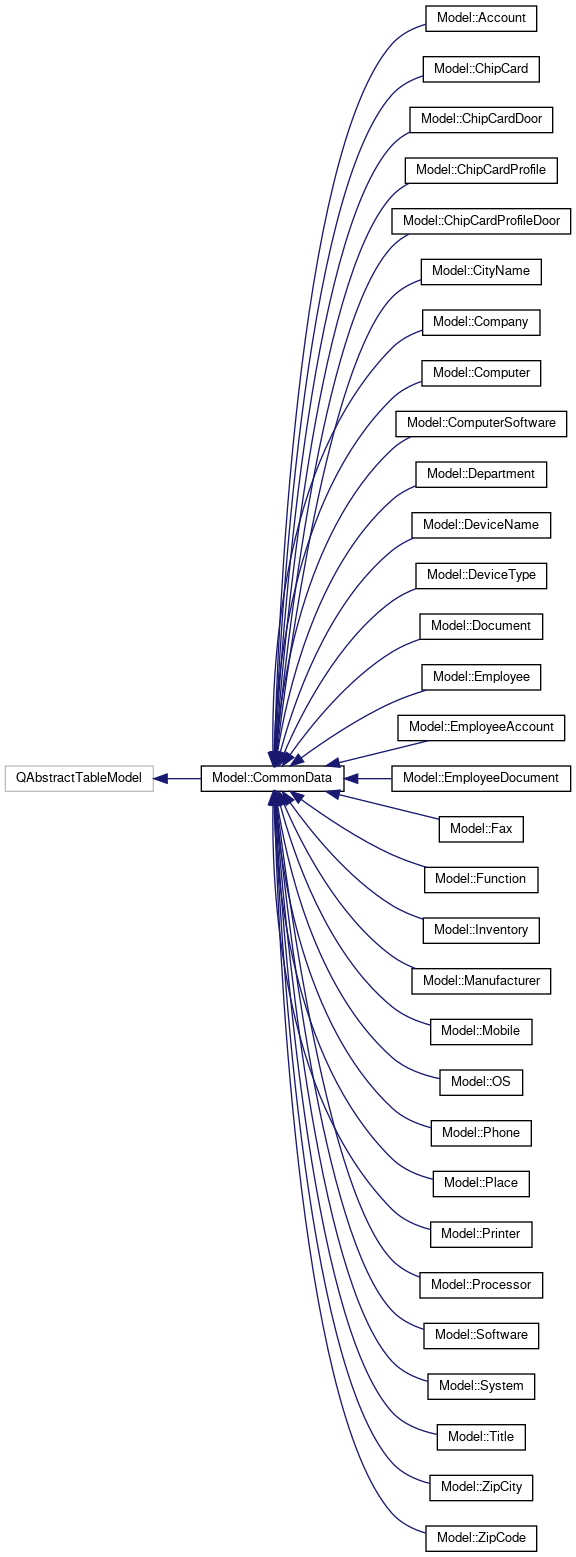 Model::Account
Model::ChipCard
Model::ChipCardDoor
Model::ChipCardProfile
Model::ChipCardProfileDoor
Model::CityName
Model::Company
Model::Computer
Model::ComputerSoftware
Model::Department
Model::DeviceName
Model::DeviceType
Model::Document
Model::Employee
Model::EmployeeAccount
QAbstractTableModel
Model::CommonData
Model::EmployeeDocument
Model::Fax
Model::Function
Model::Inventory
Model::Manufacturer
Model::Mobile
Model::OS
Model::Phone
Model::Place
Model::Printer
Model::Processor
Model::Software
Model::System
Model::Title
Model::ZipCity
Model::ZipCode